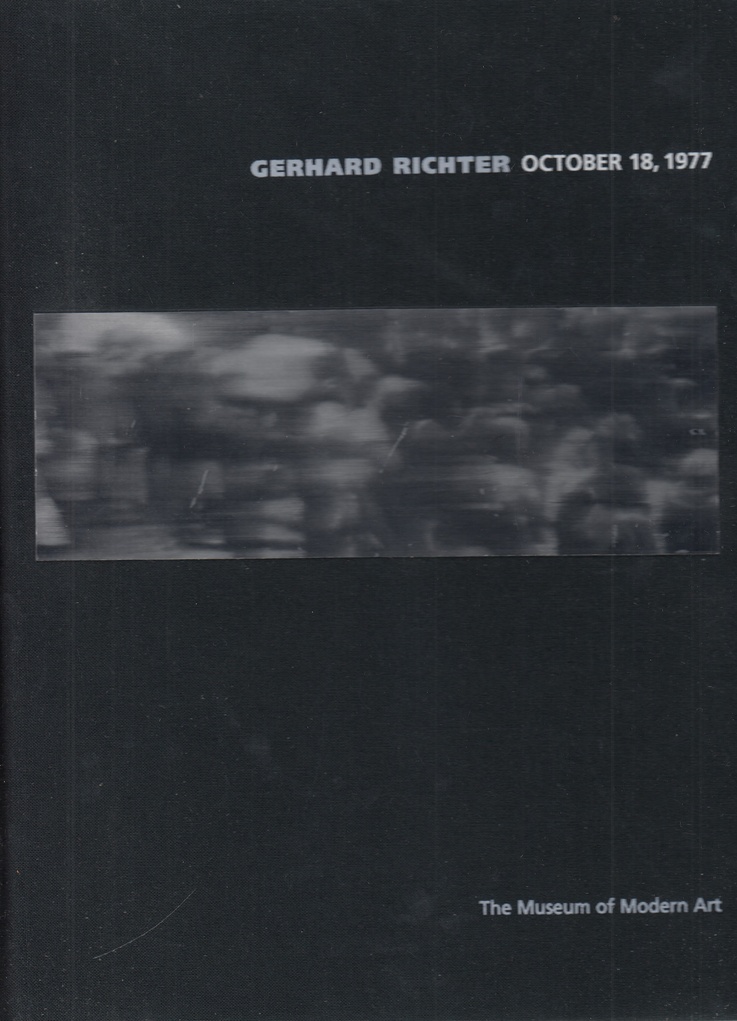 GERHARD RICHTER OCTOBER 18, 1977
The Museum of Modern Art